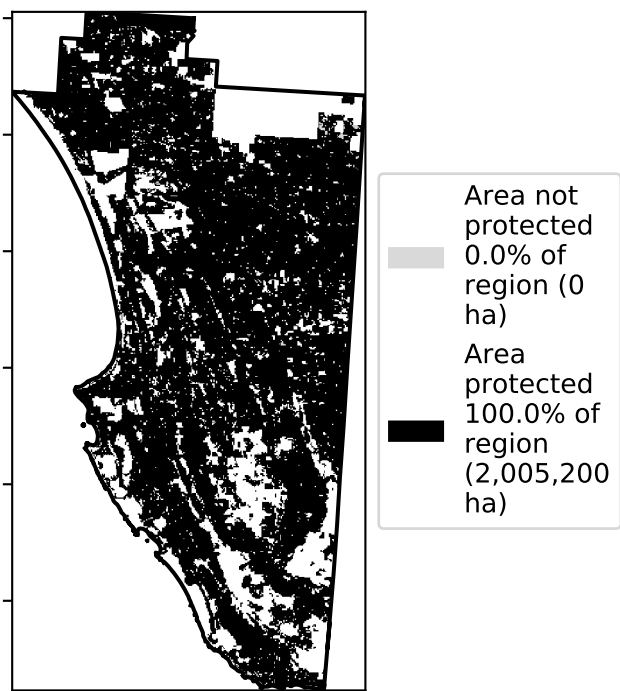 Area not
protected
0.0% of
region (0
ha)
Area
protected
100.0% of
region
(2,005,200
ha)